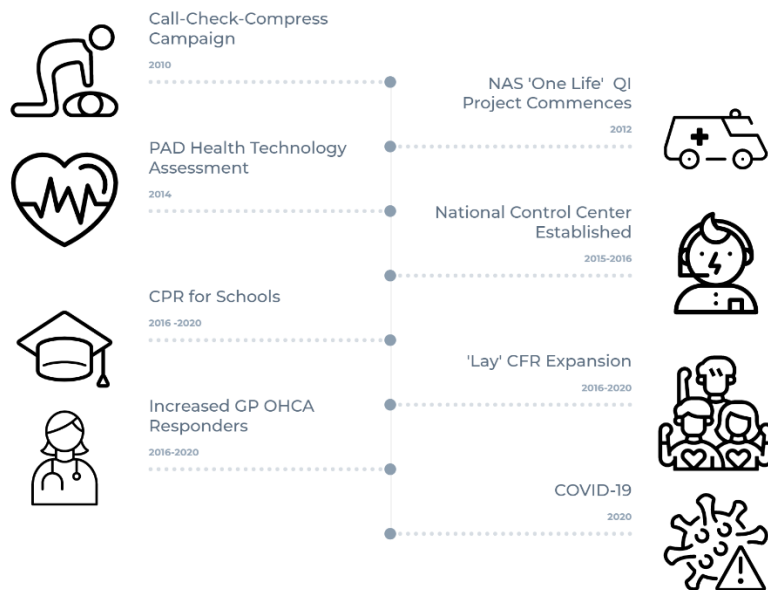 Call-Check-Compress
Campaign
2010
NAS 'One Life'  QI
Project Commences
2012
PAD Health Technology
Assessment
2014
National Control Center
Established
2015-2016
CPR for Schools
2016 -2020
'Lay' CFR Expansion
2016-2020
Increased GP OHCA
Responders
2016-2020
COVID-19
2020